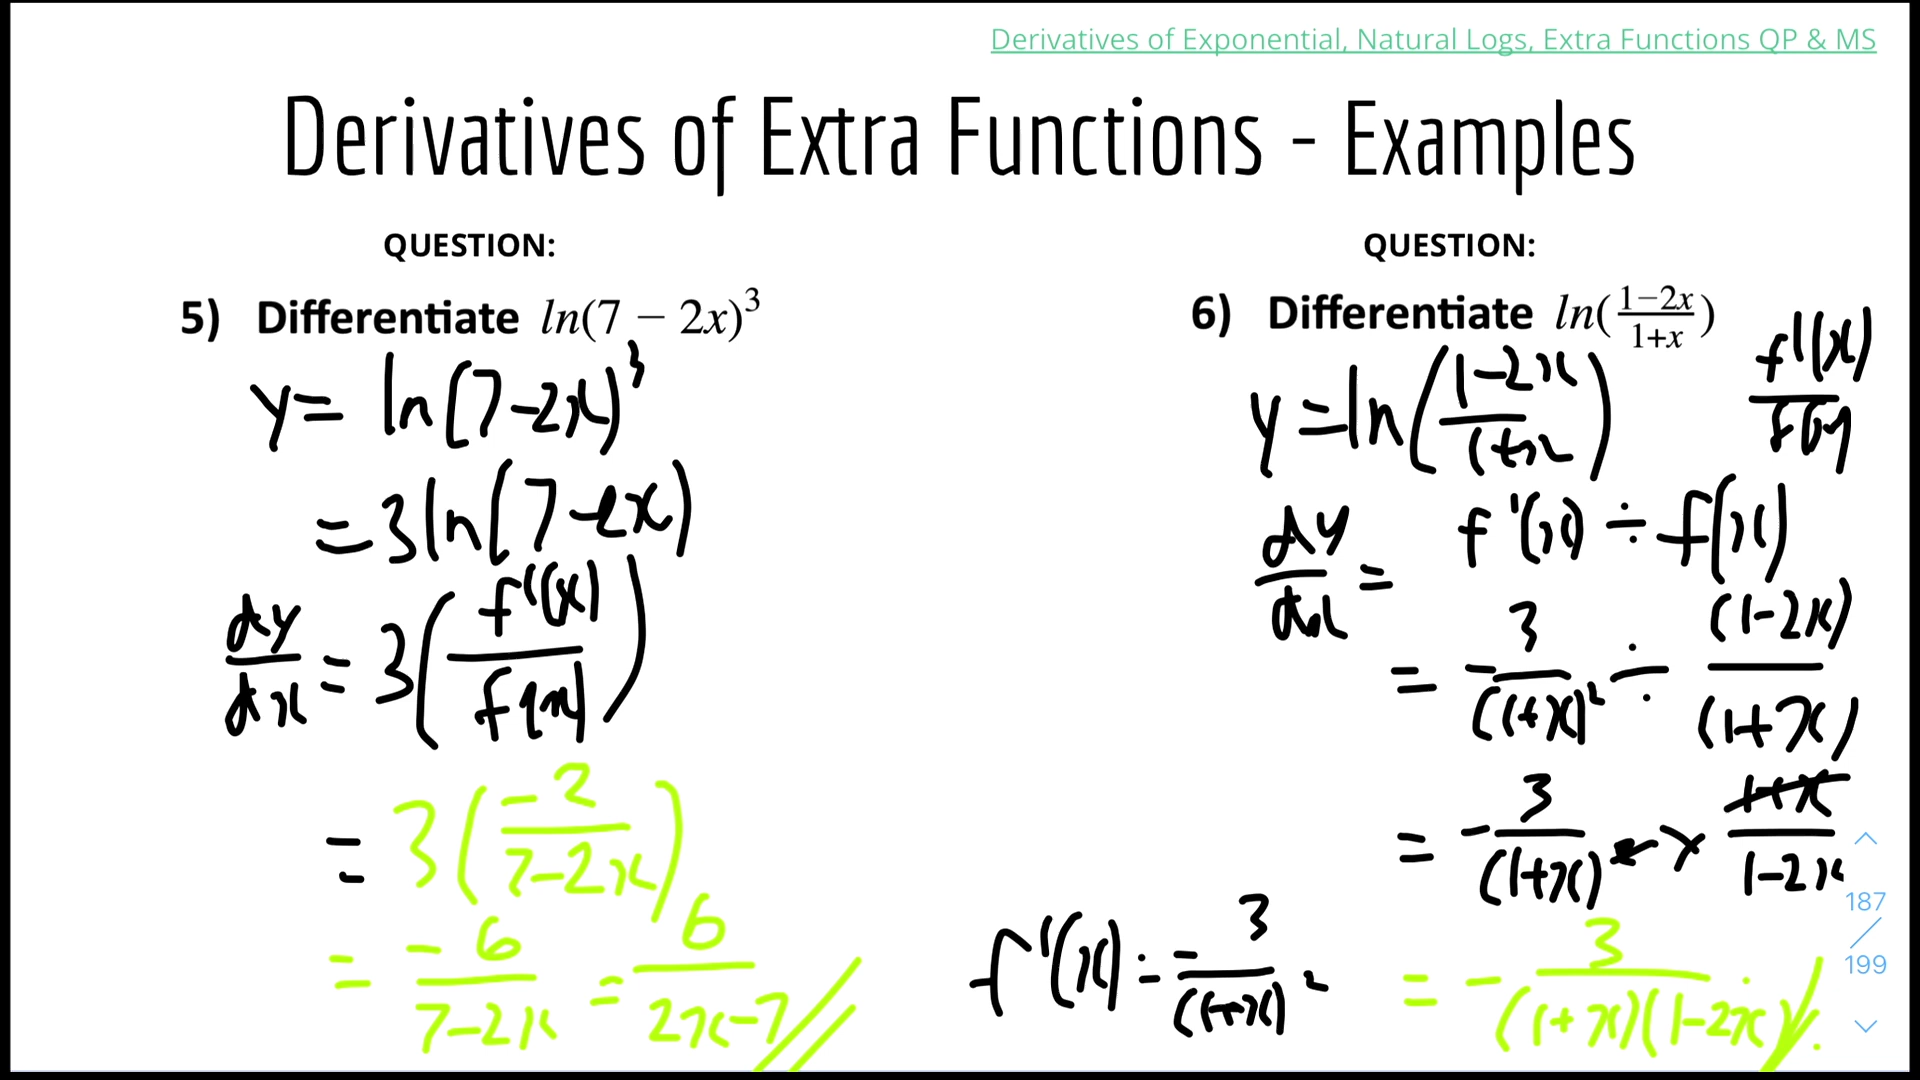 Derivatives of Exponential, Natural Logs, Extra Functions QP & MS
Derivatives of Extra Functions - Examples
QUESTION:
5) Differentiate ln(7 − 2x)³
y = ln(7-2x)³
= 3ln(7-2x)
dy/dx = 3(f'(x)/f(x))
= 3(-2/7-2x)
= -6/7-2x = 6/2x-7
QUESTION:
6) Differentiate ln(1−2x/1+x)
f'(x)/f(x)
y = ln(1-2x/1+x)
dy/dx = f'(x) ÷ f(x)
= -3/(1+x)² ÷ (1-2x)/(1+x)
= -3/(1+x) × 1+x/1-2x
f'(x) = -3/(1+x)²
= -3/(1+x)(1-2x)
187
/
199